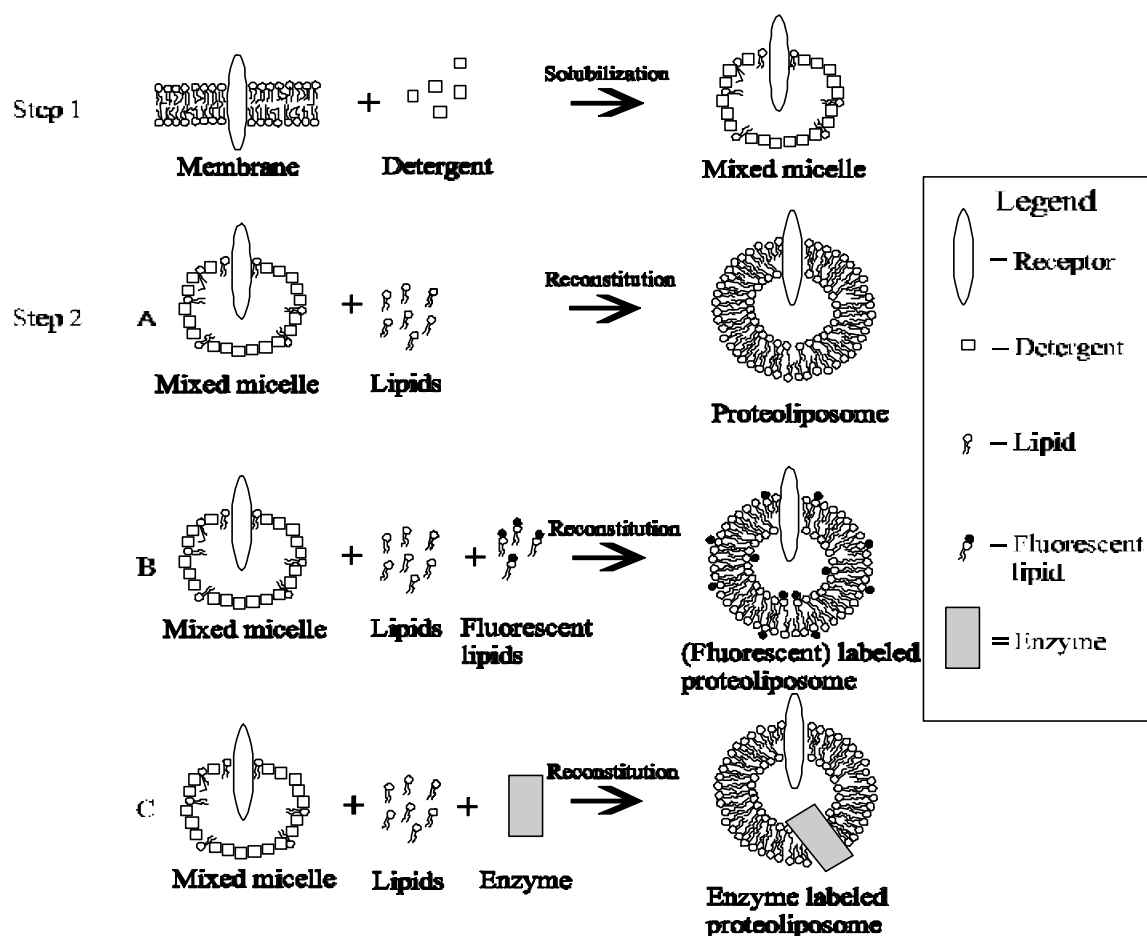 Step 1
+
Solubilization
Membrane
Detergent
Mixed micelle
Step 2
A
+
Reconstitution
Mixed micelle
Lipids
Proteoliposome
B
+
+
Reconstitution
Mixed micelle
Lipids
Fluorescent
lipids
(Fluorescent) labeled
proteoliposome
C
+
+
Reconstitution
Mixed micelle
Lipids
Enzyme
Enzyme labeled
proteoliposome
Legend
– Receptor
– Detergent
– Lipid
– Fluorescent
lipid
= Enzyme